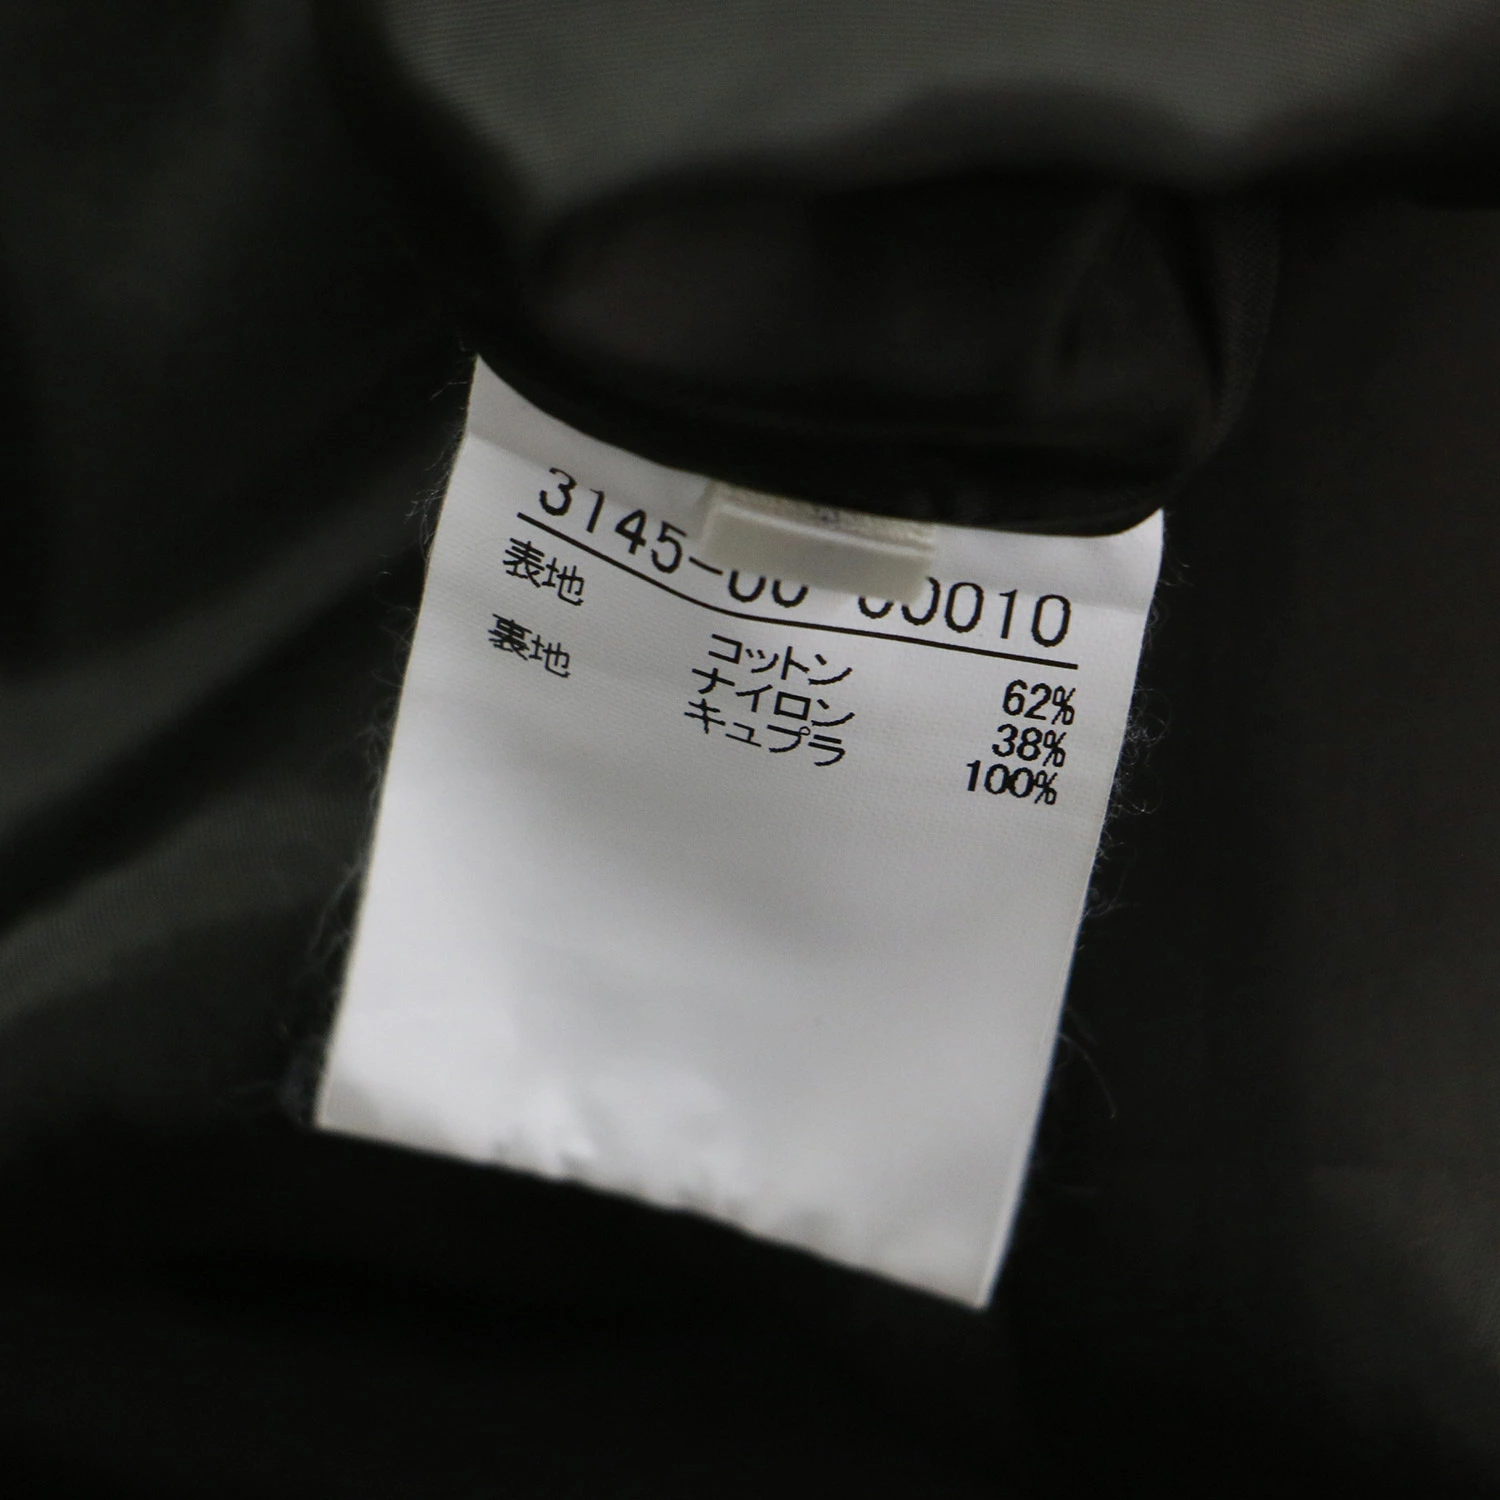 3145-
表地 コットン 62%
ナイロン 38%
裏地 キュプラ 100%